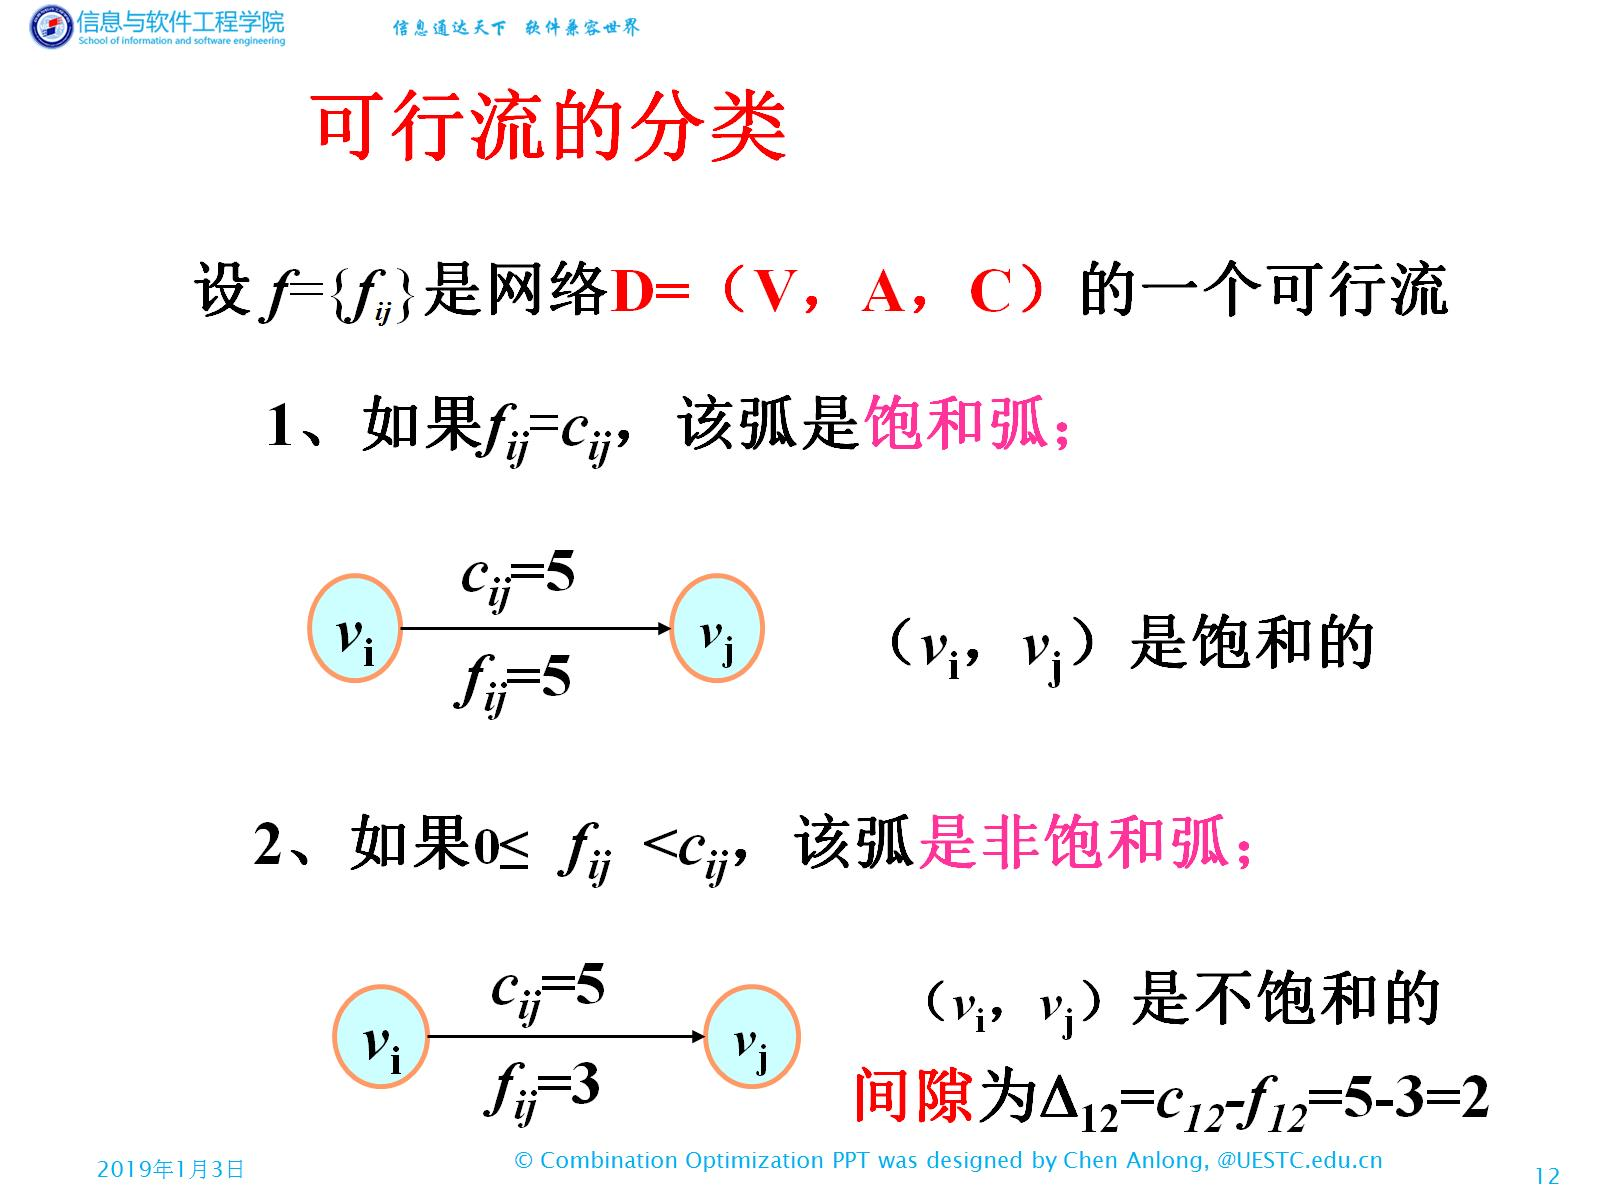 信息与软件工程学院
School of information and software engineering
信息通达天下 软件兼容世界
可行流的分类
设 f={f ij}是网络D=（V，A，C）的一个可行流
1、如果fij=cij，该弧是饱和弧；
cij=5
vi
vj
fij=5
（vi，vj）是饱和的
2、如果0≤ fij <cij，该弧是非饱和弧；
cij=5
vi
vj
fij=3
（vi，vj）是不饱和的
间隙为Δ12=c12-f12=5-3=2
2019年1月3日
© Combination Optimization PPT was designed by Chen Anlong, @UESTC.edu.cn
12